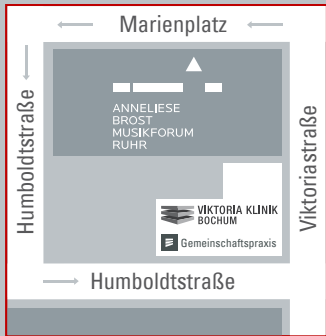 Marienplatz
Humboldtstraße
ANNELIESE
BROST
MUSIKFORUM
RUHR
Viktoriastraße
VIKTORIA KLINIK
BOCHUM
Gemeinschaftspraxis
Humboldtstraße